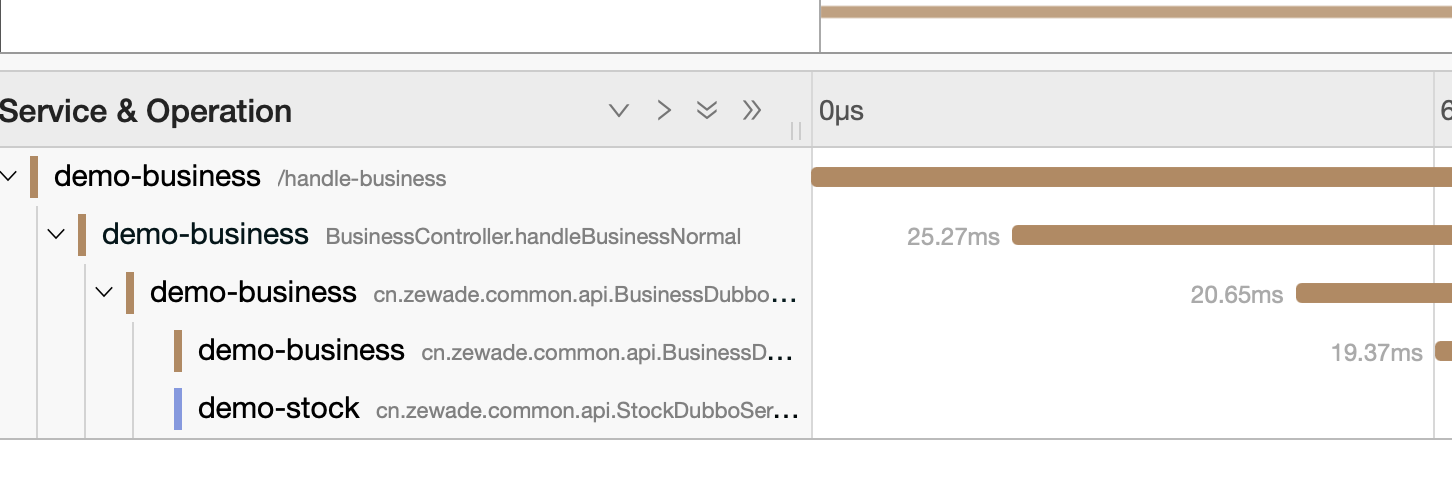 Service & Operation 0μs 6
demo-business /handle-business
demo-business BusinessController.handleBusinessNormal 25.27ms
demo-business cn.zewade.common.api.BusinessDubbo... 20.65ms
demo-business cn.zewade.common.api.BusinessD... 19.37ms
demo-stock cn.zewade.common.api.StockDubboSer...